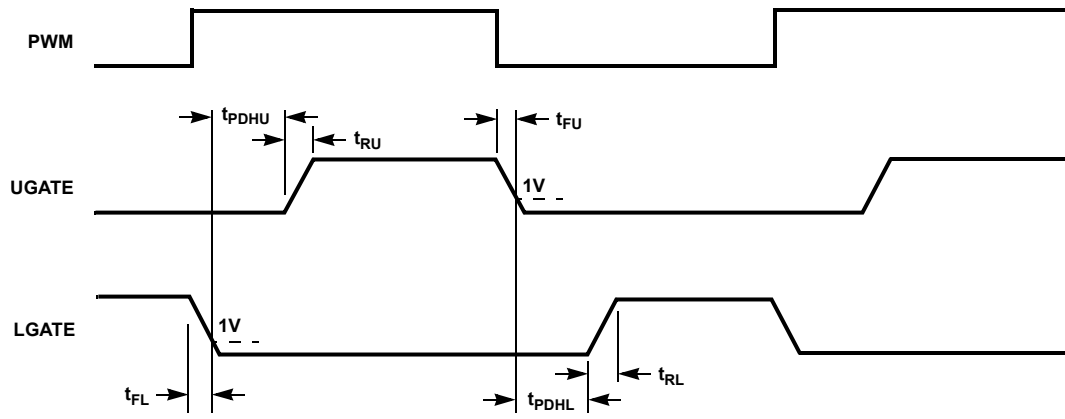 PWM
tPDHU
tRU
tFU
UGATE
1V
LGATE
1V
tFL
tRL
tPDHL